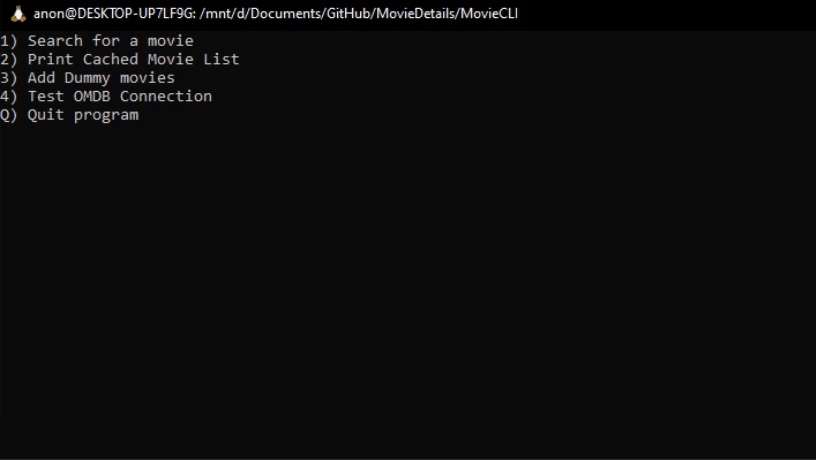 anon@DESKTOP-UP7LF9G: /mnt/d/Documents/GitHub/MovieDetails/MovieCLI
1) Search for a movie
2) Print Cached Movie List
3) Add Dummy movies
4) Test OMDB Connection
Q) Quit program